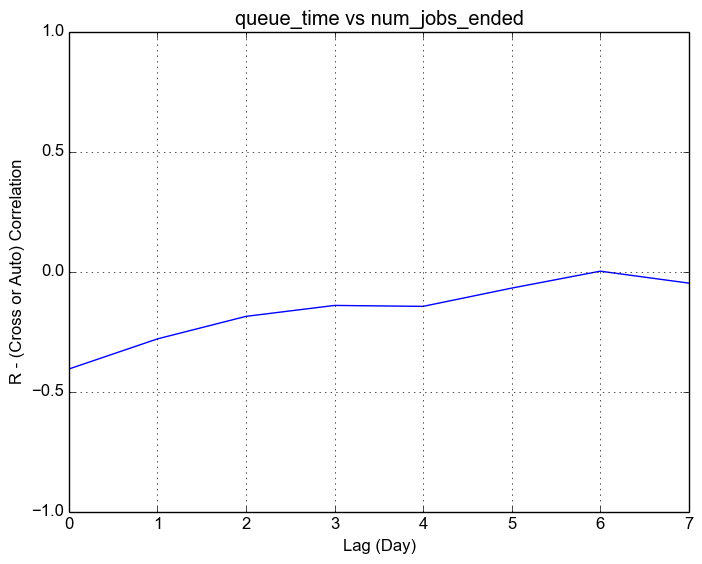 queue_time vs num_jobs_ended
1.0
0.5
0.0
−0.5
−1.0
R - (Cross or Auto) Correlation
0 1 2 3 4 5 6 7
Lag (Day)